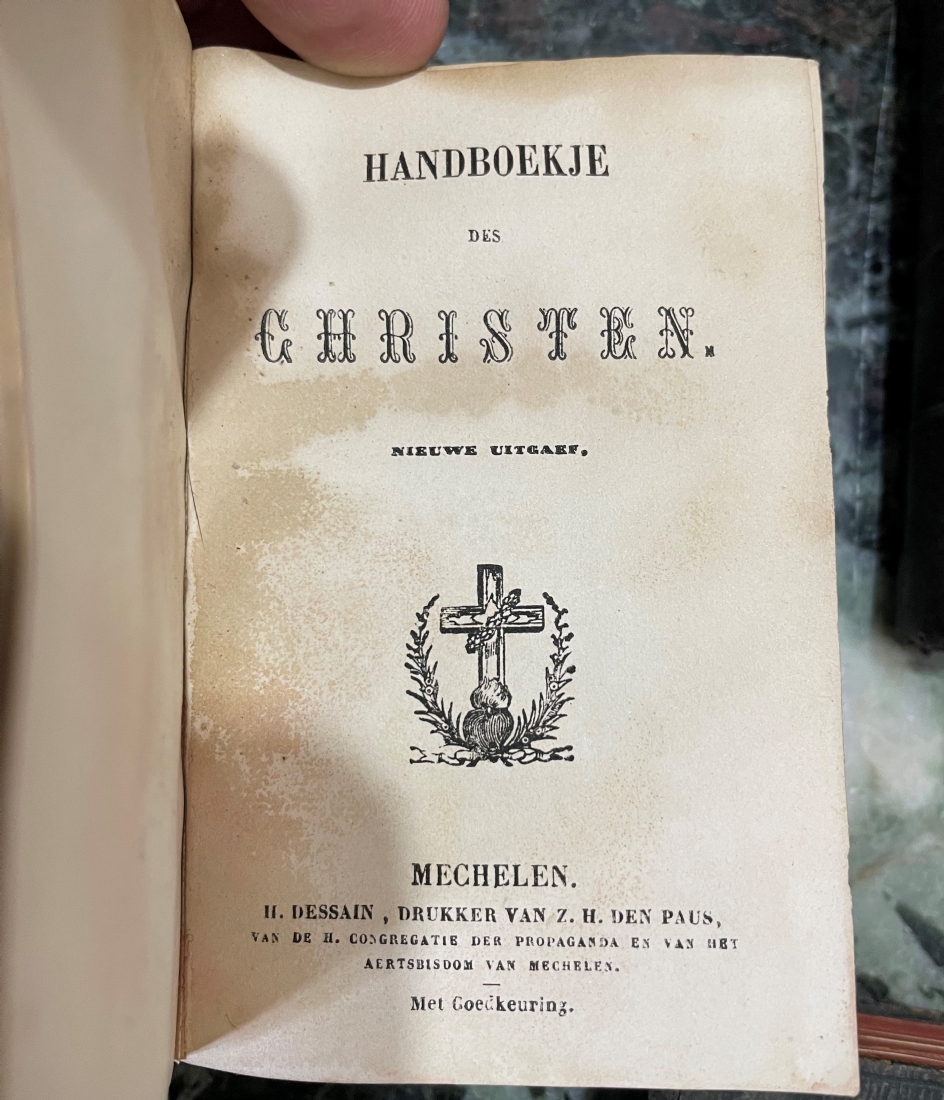 HANDBOEKJE
DES
CHRISTEN.
NIEUWE UITGAEF.
MECHELEN.
H. DESSAIN, DRUKKER VAN Z. H. DEN PAUS,
VAN DE H. CONGREGATIE DER PROPAGANDA EN VAN HET
AERTSBISDOM VAN MECHELEN.
Met Goedkeuring.